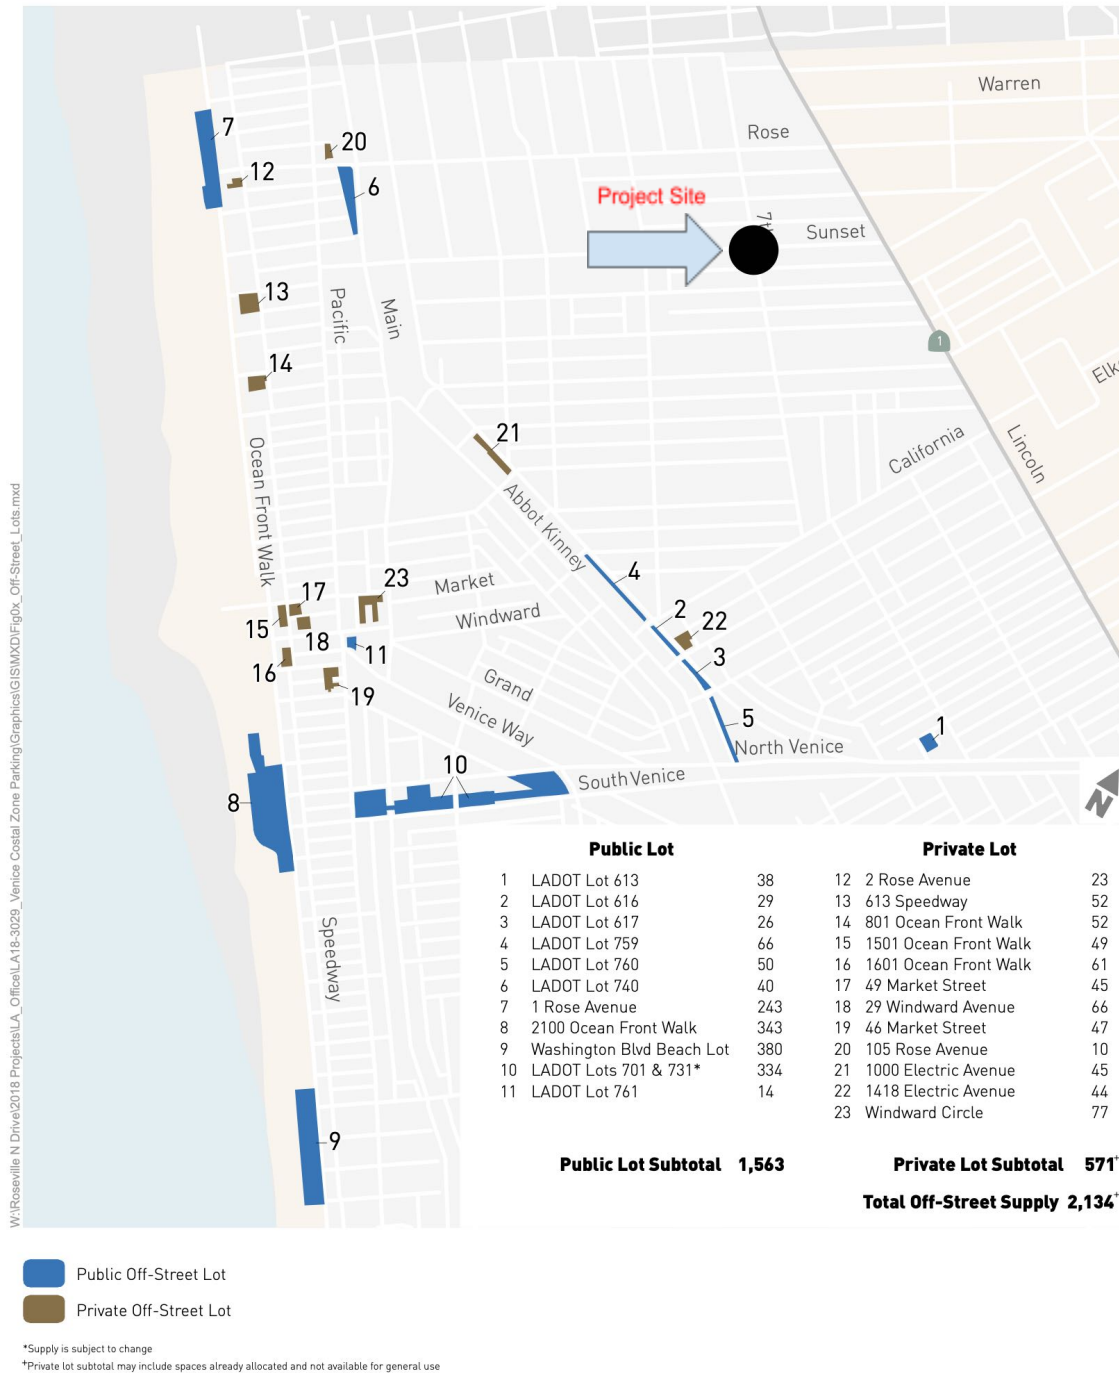 Warren
7
20
Rose
12
6
Project Site
7t
Sunset
13
Pacific
Main
1
14
Elk
21
California
Lincoln
Ocean Front Walk
Abbot Kinney
4
23
Market
17
2
Windward
22
15
18
11
3
16
Grand
19
Venice Way
5
1
North Venice
10
South Venice
8
N
Speedway
9
W:\Roseville N Drive\2018 Projects\LA_Office\LA18-3029_Venice Costal Zone Parking\Graphics\GIS\MXD\Fig0x_Off-Street_Lots.mxd
Public Lot
1 LADOT Lot 613 38
2 LADOT Lot 616 29
3 LADOT Lot 617 26
4 LADOT Lot 759 66
5 LADOT Lot 760 50
6 LADOT Lot 740 40
7 1 Rose Avenue 243
8 2100 Ocean Front Walk 343
9 Washington Blvd Beach Lot 380
10 LADOT Lots 701 & 731* 334
11 LADOT Lot 761 14
Public Lot Subtotal 1,563
Private Lot
12 2 Rose Avenue 23
13 613 Speedway 52
14 801 Ocean Front Walk 52
15 1501 Ocean Front Walk 49
16 1601 Ocean Front Walk 61
17 49 Market Street 45
18 29 Windward Avenue 66
19 46 Market Street 47
20 105 Rose Avenue 10
21 1000 Electric Avenue 45
22 1418 Electric Avenue 44
23 Windward Circle 77
Private Lot Subtotal 571+
Total Off-Street Supply 2,134+
Public Off-Street Lot
Private Off-Street Lot
*Supply is subject to change
+Private lot subtotal may include spaces already allocated and not available for general use